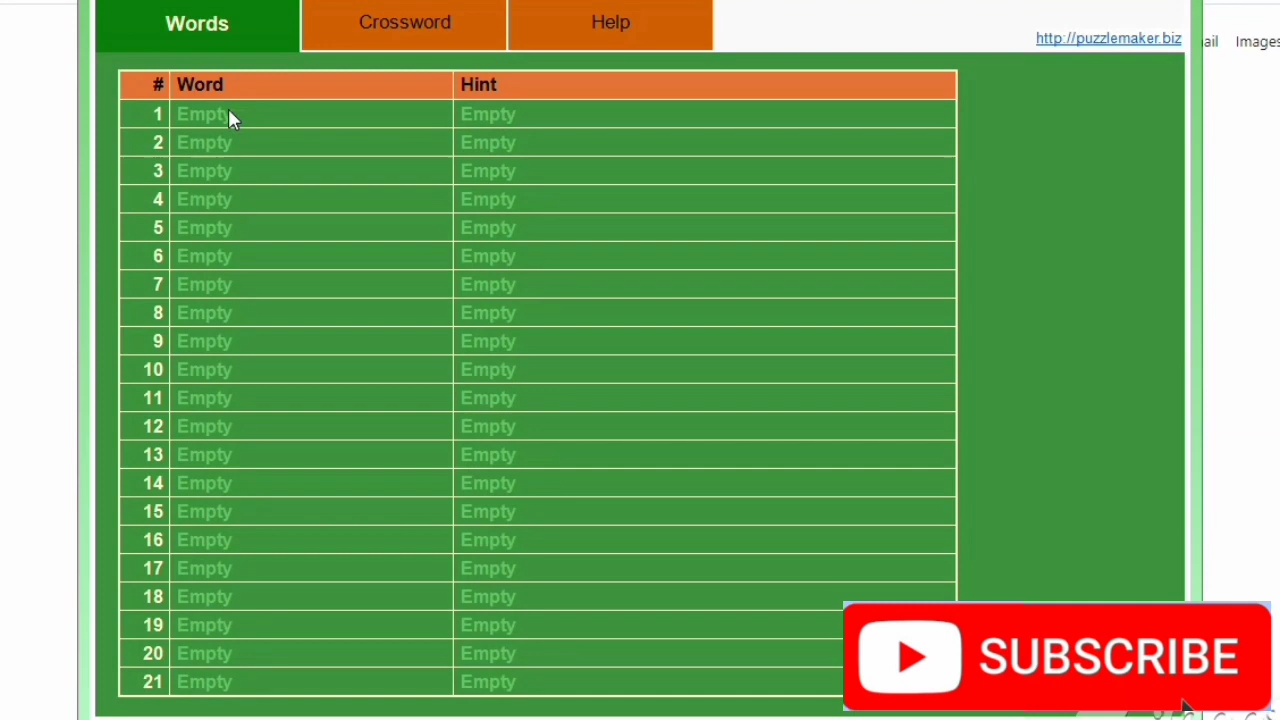 Words Crossword Help
http://puzzlemaker.biz
Images
# Word Hint
1 Empty Empty
2 Empty Empty
3 Empty Empty
4 Empty Empty
5 Empty Empty
6 Empty Empty
7 Empty Empty
8 Empty Empty
9 Empty Empty
10 Empty Empty
11 Empty Empty
12 Empty Empty
13 Empty Empty
14 Empty Empty
15 Empty Empty
16 Empty Empty
17 Empty Empty
18 Empty Empty
19 Empty Empty
20 Empty Empty
21 Empty Empty
SUBSCRIBE